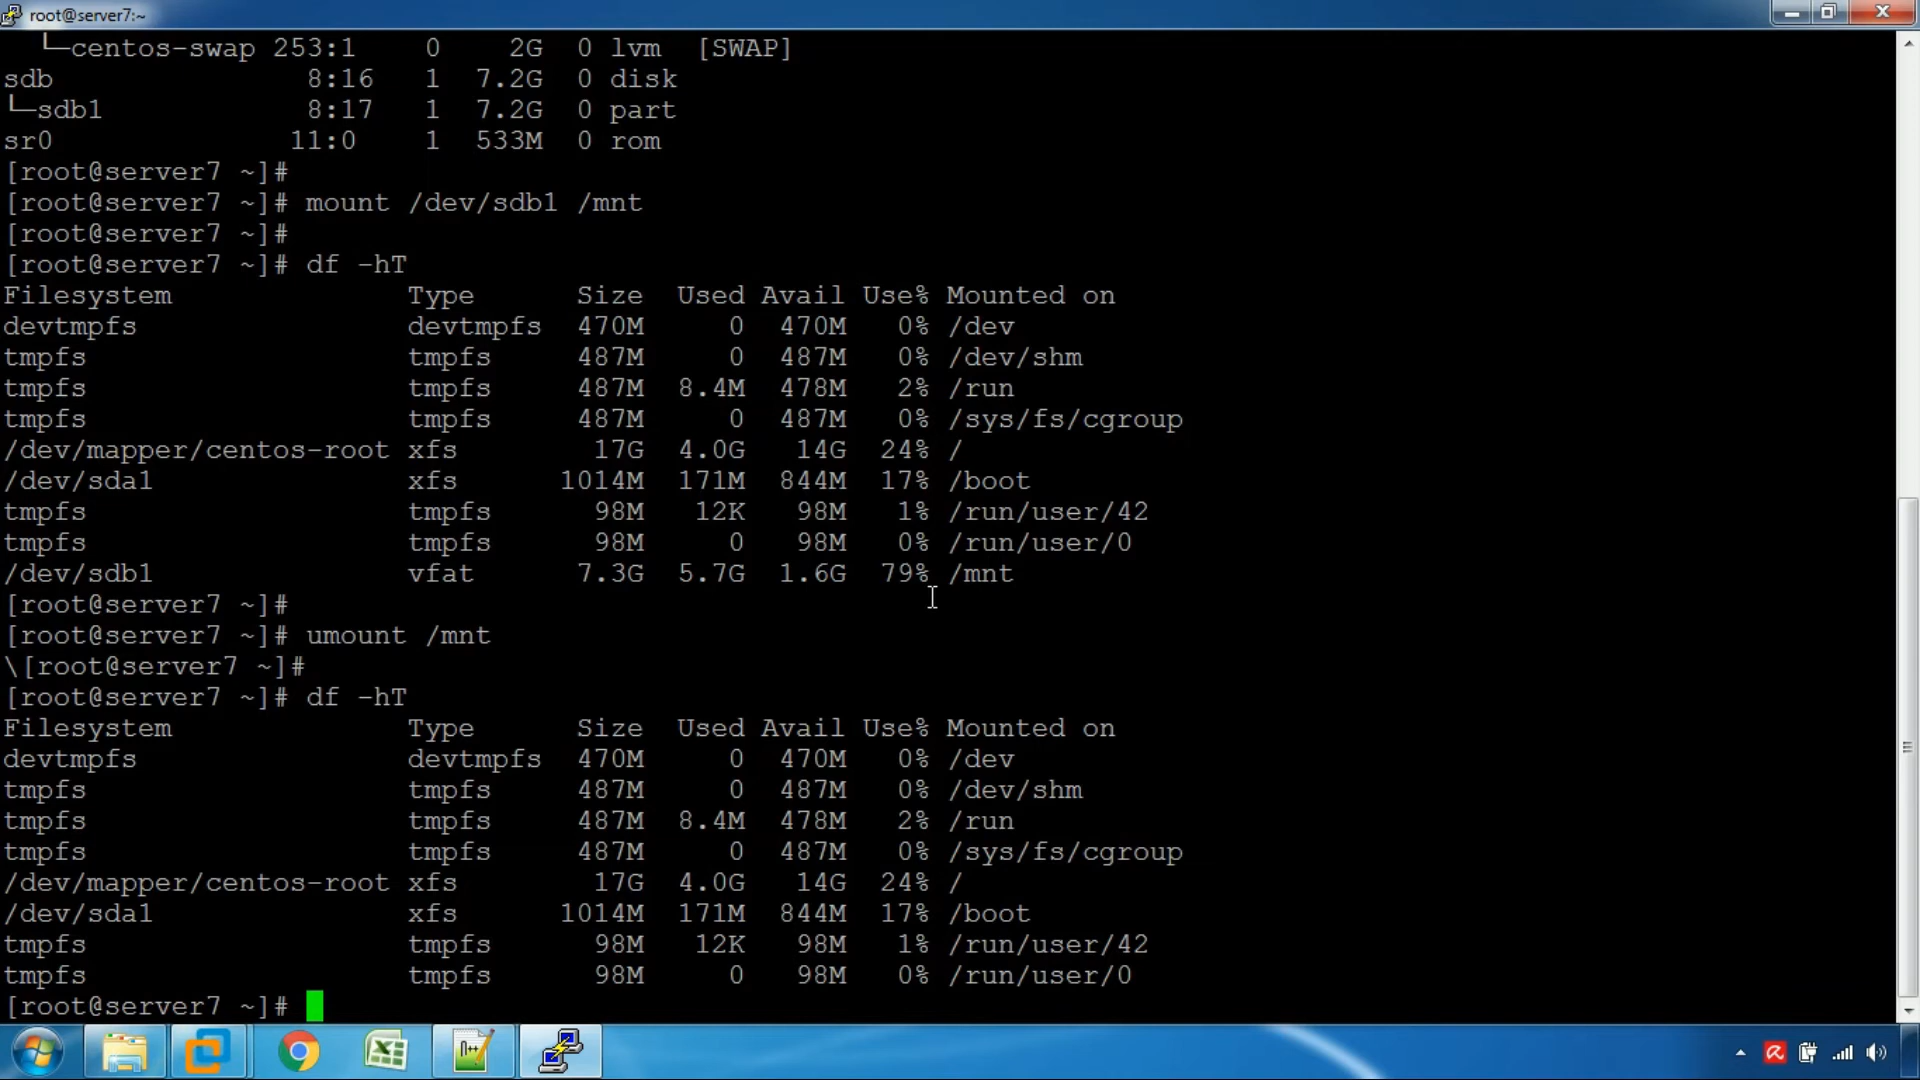 root@server7:~
└─centos-swap 253:1    0    2G  0 lvm  [SWAP]
sdb                 8:16   1  7.2G  0 disk
└─sdb1              8:17   1  7.2G  0 part
sr0                11:0    1  533M  0 rom
[root@server7 ~]#
[root@server7 ~]# mount /dev/sdb1 /mnt
[root@server7 ~]#
[root@server7 ~]# df -hT
Filesystem              Type      Size  Used Avail Use% Mounted on
devtmpfs                devtmpfs  470M     0  470M   0% /dev
tmpfs                   tmpfs     487M     0  487M   0% /dev/shm
tmpfs                   tmpfs     487M  8.4M  478M   2% /run
tmpfs                   tmpfs     487M     0  487M   0% /sys/fs/cgroup
/dev/mapper/centos-root xfs        17G  4.0G   14G  24% /
/dev/sda1               xfs      1014M  171M  844M  17% /boot
tmpfs                   tmpfs      98M   12K   98M   1% /run/user/42
tmpfs                   tmpfs      98M     0   98M   0% /run/user/0
/dev/sdb1               vfat      7.3G  5.7G  1.6G  79% /mnt
[root@server7 ~]#
[root@server7 ~]# umount /mnt
\[root@server7 ~]#
[root@server7 ~]# df -hT
Filesystem              Type      Size  Used Avail Use% Mounted on
devtmpfs                devtmpfs  470M     0  470M   0% /dev
tmpfs                   tmpfs     487M     0  487M   0% /dev/shm
tmpfs                   tmpfs     487M  8.4M  478M   2% /run
tmpfs                   tmpfs     487M     0  487M   0% /sys/fs/cgroup
/dev/mapper/centos-root xfs        17G  4.0G   14G  24% /
/dev/sda1               xfs      1014M  171M  844M  17% /boot
tmpfs                   tmpfs      98M   12K   98M   1% /run/user/42
tmpfs                   tmpfs      98M     0   98M   0% /run/user/0
[root@server7 ~]#